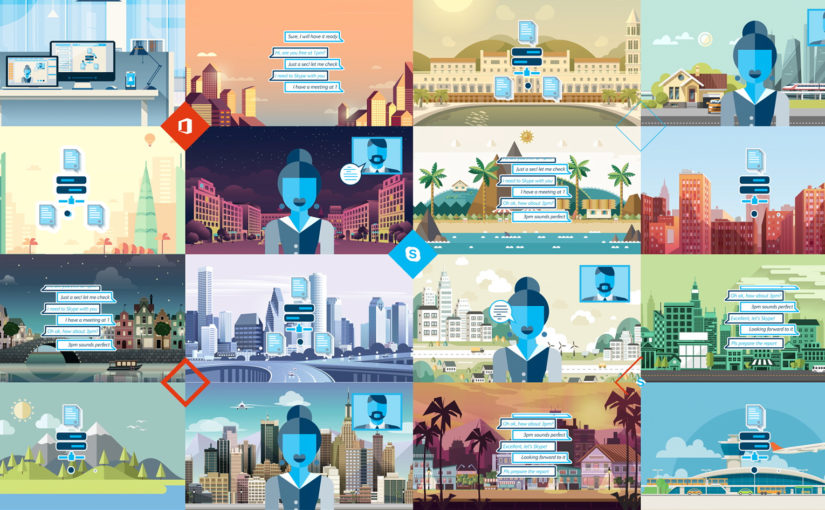 Sure, I will have it ready
Hi, are you free at 1pm?
Just a sec! let me check
I need to Skype with you
I have a meeting at 1
Just a sec! let me check
I need to Skype with you
I have a meeting at 1
Oh ok, how about 3pm?
3pm sounds perfect
S
Just a sec! let me check
I need to Skype with you
I have a meeting at 1
Oh ok, how about 3pm?
3pm sounds perfect
Oh ok, how about 3pm?
3pm sounds perfect
Excellent, let's Skype!
Looking forward to it
Pls prepare the report
Oh ok, how about 3pm?
3pm sounds perfect
Excellent, let's Skype!
Looking forward to it
Pls prepare the report